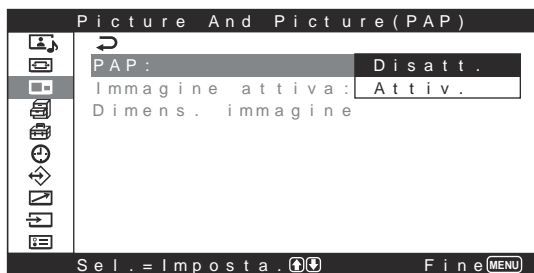 Picture And Picture(PAP)
PAP: Disatt.
Immagine attiva: Attiv.
Dimens. immagine
Sel.=Imposta. Fine MENU